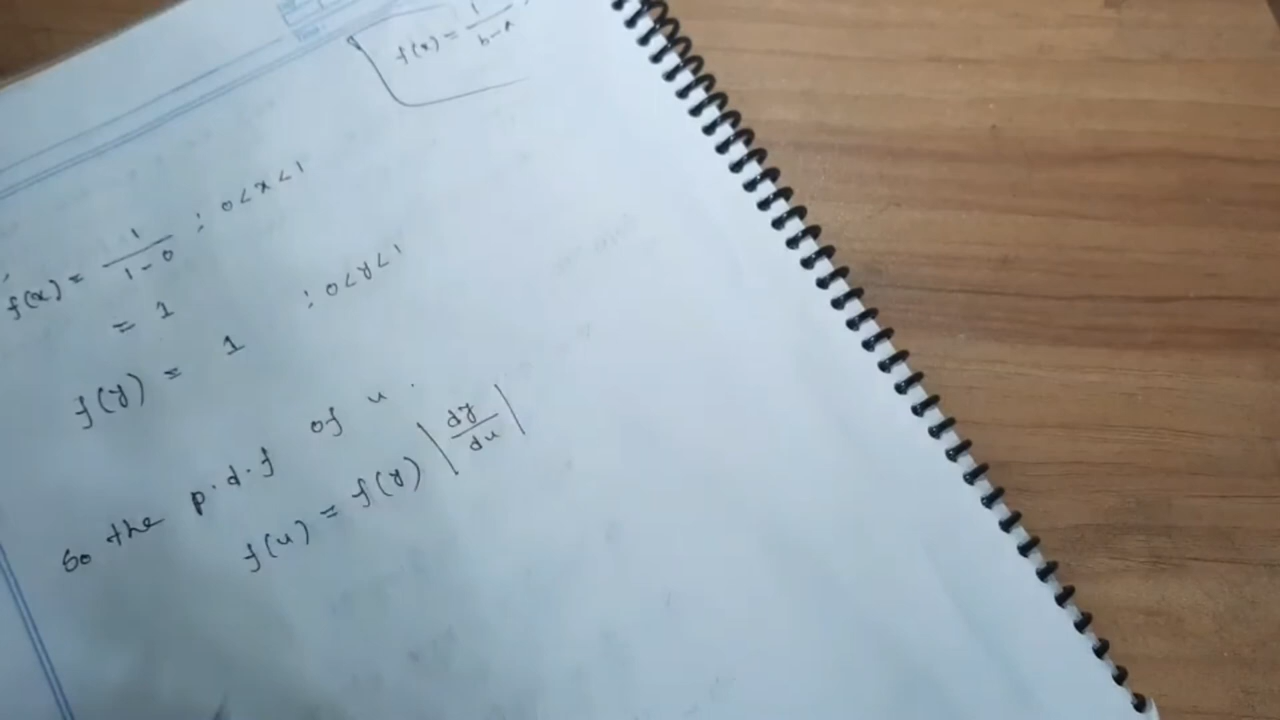 f(x) = 1/(b-a)
f(x) = 1/(1-0) ; 0<x<1
= 1
f(y) = 1 ; 0<y<1
So the p.d.f of u.
f(u) = f(y) |dy/du|